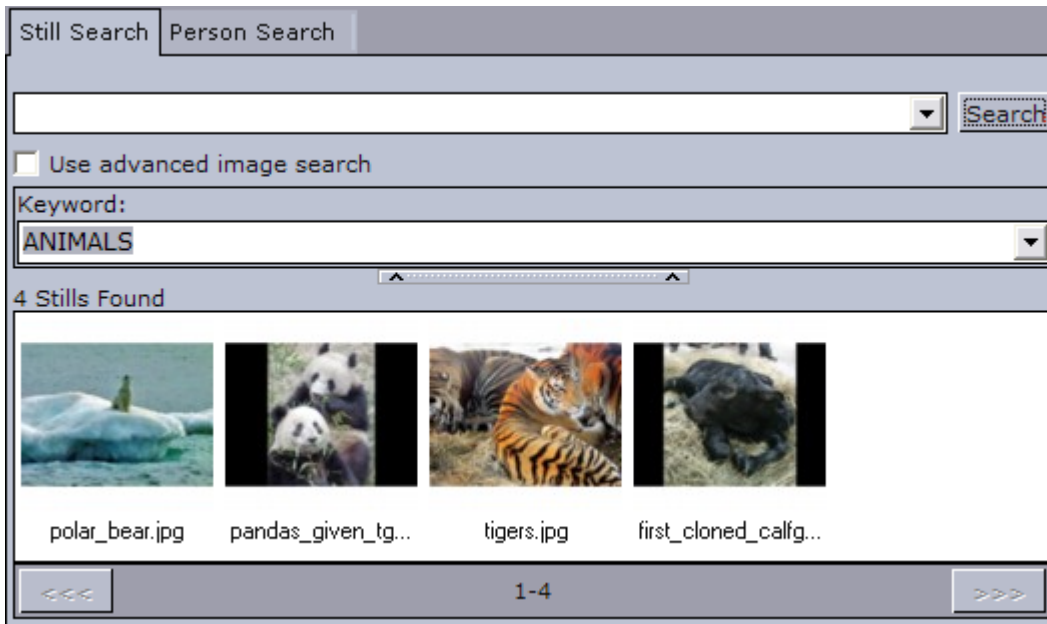 Still Search Person Search
Search
Use advanced image search
Keyword:
ANIMALS
4 Stills Found
polar_bear.jpg pandas_given_tg... tigers.jpg first_cloned_calfg...
<<< 1-4 >>>